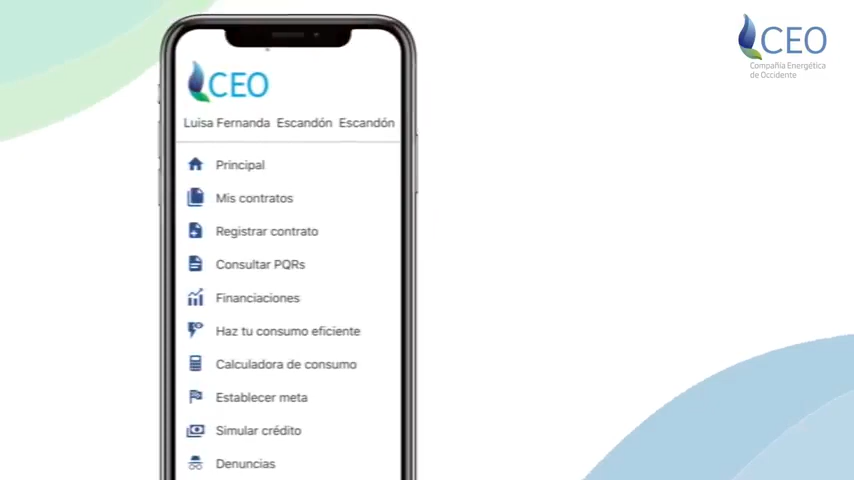 CEO
Compañía Energética
de Occidente
CEO
Luisa Fernanda Escandón Escandón
Principal
Mis contratos
Registrar contrato
Consultar PQRs
Financiaciones
Haz tu consumo eficiente
Calculadora de consumo
Establecer meta
Simular crédito
Denuncias